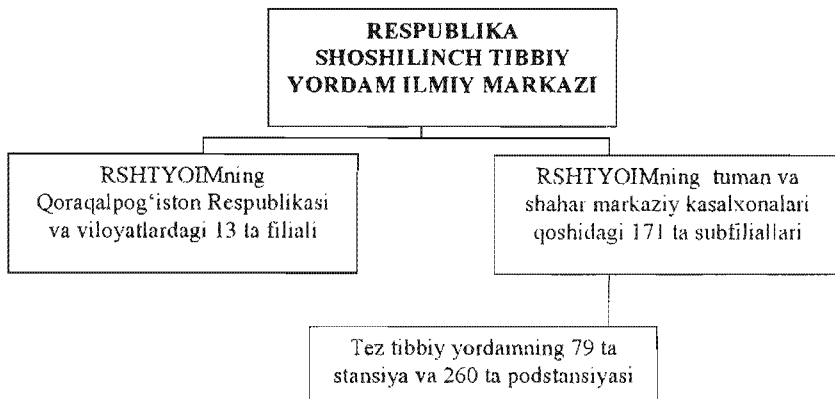 RESPUBLIKA
SHOSHILINCH TIBBIY
YORDAM ILMIY MARKAZI
RSHTYOIMning
Qoraqalpog‘iston Respublikasi
va viloyatlardagi 13 ta filiali
RSHTYOIMning tuman va
shahar markaziy kasalxonalari
qoshidagi 171 ta subfiliallari
Tez tibbiy yordamning 79 ta
stansiya va 260 ta podstansiyasi